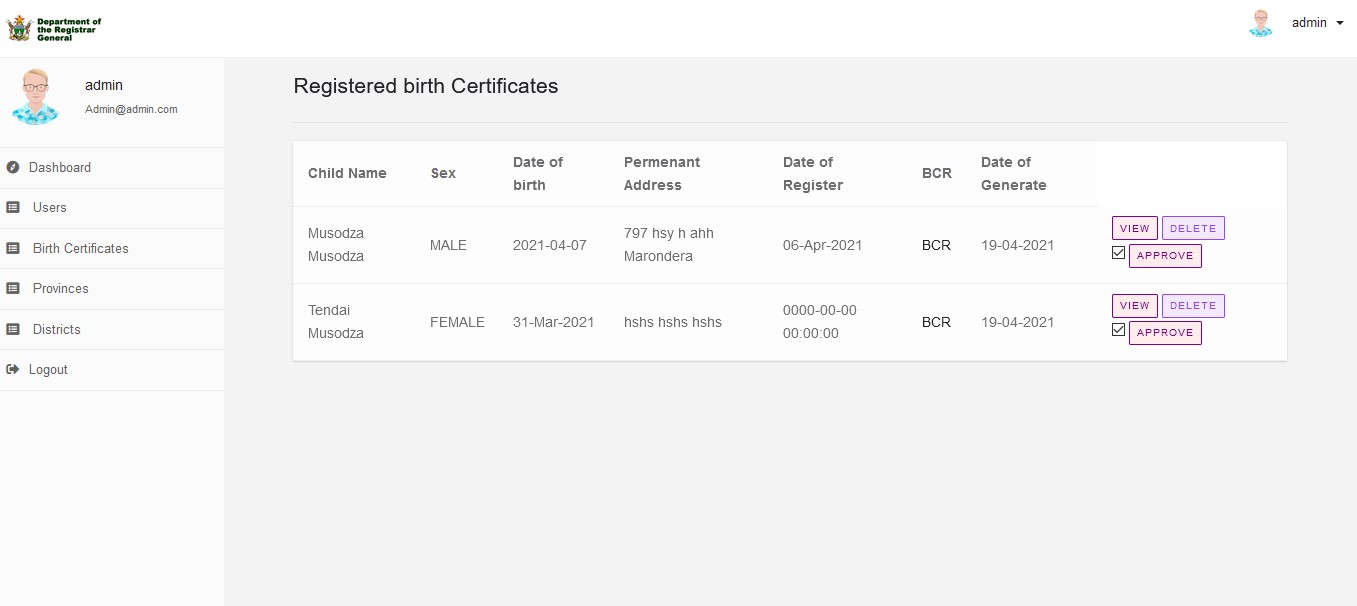 Department of
the Registrar
General
admin
admin
Admin@admin.com
Dashboard
Users
Birth Certificates
Provinces
Districts
Logout
Registered birth Certificates
Child Name Sex Date of birth Permenant Address Date of Register BCR Date of Generate
Musodza Musodza MALE 2021-04-07 797 hsy h ahh Marondera 06-Apr-2021 BCR 19-04-2021 VIEW DELETE
APPROVE
Tendai Musodza FEMALE 31-Mar-2021 hshs hshs hshs 0000-00-00 00:00:00 BCR 19-04-2021 VIEW DELETE
APPROVE